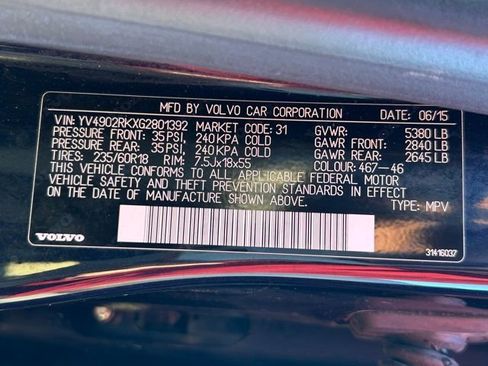 MFD BY VOLVO CAR CORPORATION DATE: 06/15
VIN: YV4902RKXG2801392 MARKET CODE: 31 GVWR: 5380 LB
PRESSURE FRONT: 35 PSI, 240 KPA COLD GAWR FRONT: 2840 LB
PRESSURE REAR: 35 PSI, 240 KPA COLD GAWR REAR: 2645 LB
TIRES: 235/60R18 RIM: 7.5Jx18x55 COLOUR: 467-46
THIS VEHICLE CONFORMS TO ALL APPLICABLE FEDERAL MOTOR
VEHICLE SAFETY AND THEFT PREVENTION STANDARDS IN EFFECT
ON THE DATE OF MANUFACTURE SHOWN ABOVE. TYPE: MPV
VOLVO 31416037